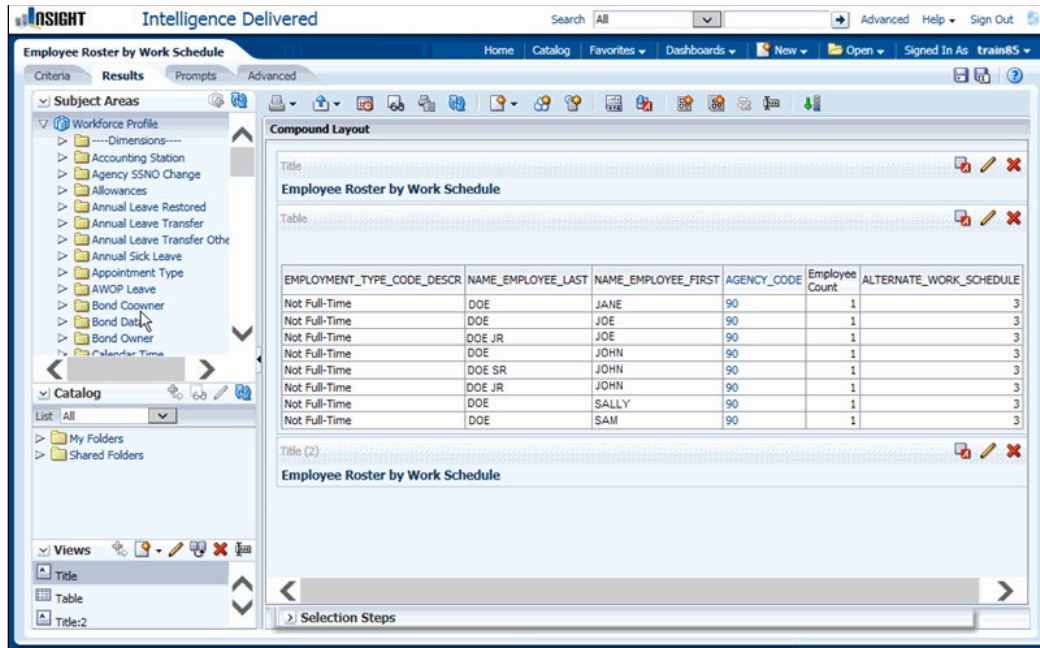 INSIGHT Intelligence Delivered Search All Advanced Help Sign Out
Employee Roster by Work Schedule Home Catalog Favorites Dashboards New Open Signed In As train85
Criteria Results Prompts Advanced
Subject Areas
Workforce Profile
----Dimensions----
Accounting Station
Agency SSNO Change
Allowances
Annual Leave Restored
Annual Leave Transfer
Annual Leave Transfer Othe
Annual Sick Leave
Appointment Type
AWOP Leave
Bond Coowner
Bond Data
Bond Owner
Calendar Time
Catalog
List All
My Folders
Shared Folders
Views
Title
Table
Title:2
Compound Layout
Title
Employee Roster by Work Schedule
Table
EMPLOYMENT_TYPE_CODE_DESCR NAME_EMPLOYEE_LAST NAME_EMPLOYEE_FIRST AGENCY_CODE Employee Count ALTERNATE_WORK_SCHEDULE
Not Full-Time DOE JANE 90 1 3
Not Full-Time DOE JOE 90 1 3
Not Full-Time DOE JR JOE 90 1 3
Not Full-Time DOE JOHN 90 1 3
Not Full-Time DOE SR JOHN 90 1 3
Not Full-Time DOE JR JOHN 90 1 3
Not Full-Time DOE SALLY 90 1 3
Not Full-Time DOE SAM 90 1 3
Title (2)
Employee Roster by Work Schedule
Selection Steps